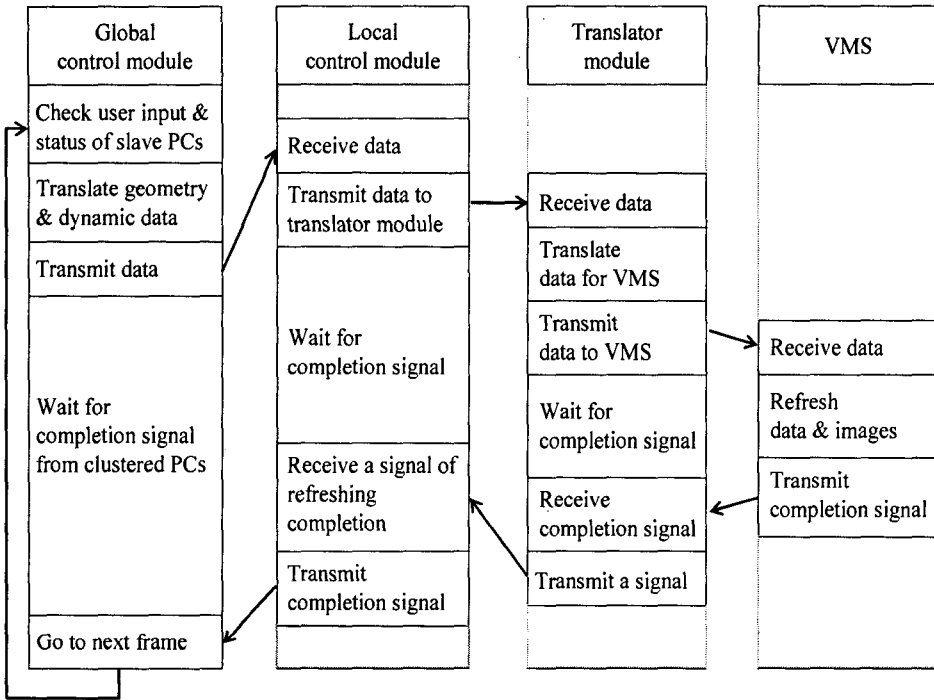 Global
control module
Check user input &
status of slave PCs
Translate geometry
& dynamic data
Transmit data
Wait for
completion signal
from clustered PCs
Go to next frame
Local
control module
Receive data
Transmit data to
translator module
Wait for
completion signal
Receive a signal of
refreshing
completion
Transmit
completion signal
Translator
module
Receive data
Translate
data for VMS
Transmit
data to VMS
Wait for
completion signal
Receive
completion signal
Transmit a signal
VMS
Receive data
Refresh
data & images
Transmit
completion signal